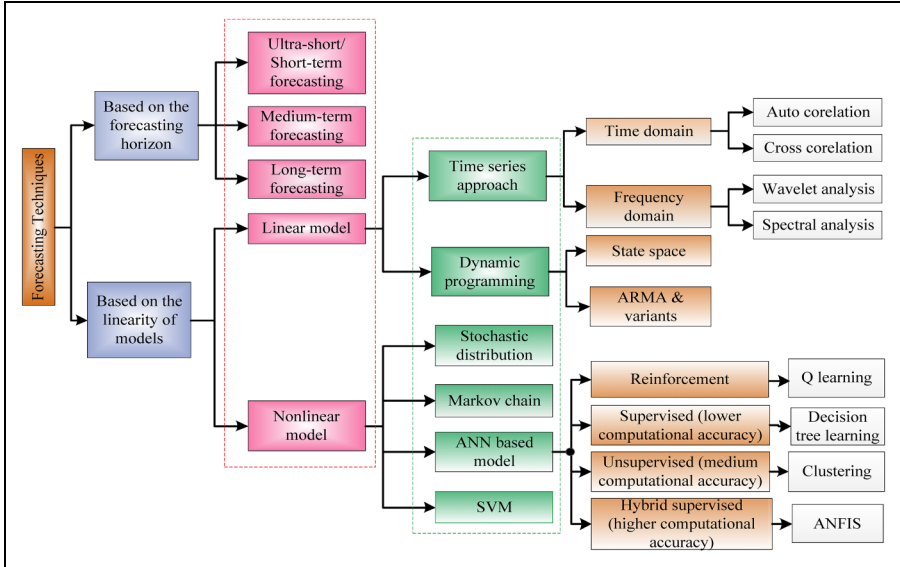 Forecasting Techniques
Based on the
forecasting
horizon
Based on the
linearity of
models
Ultra-short/
Short-term
forecasting
Medium-term
forecasting
Long-term
forecasting
Linear model
Nonlinear
model
Time series
approach
Dynamic
programming
Stochastic
distribution
Markov chain
ANN based
model
SVM
Time domain
Frequency
domain
State space
ARMA &
variants
Reinforcement
Supervised (lower
computational accuracy)
Unsupervised (medium
computational accuracy)
Hybrid supervised
(higher computational
accuracy)
Auto corelation
Cross corelation
Wavelet analysis
Spectral analysis
Q learning
Decision
tree learning
Clustering
ANFIS